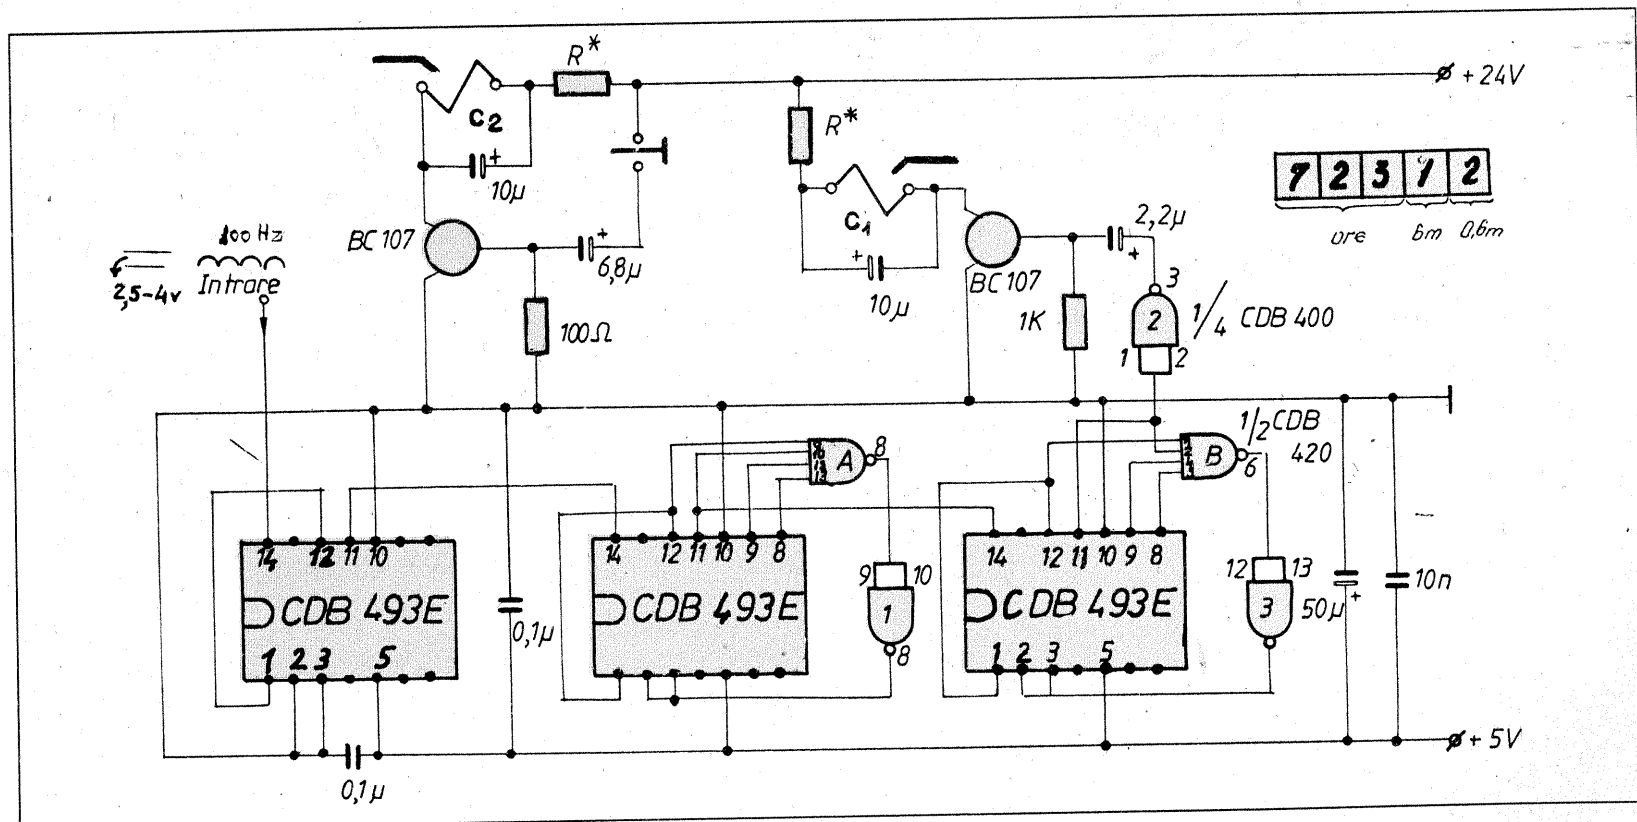 R*
+ 24V
C2
R*
10µ
C1
BC 107
100 Hz
Intrare
2,5-4v
6,8µ
100Ω
10µ
BC 107
1K
2,2µ
3
2
1
2
1/4 CDB 400
7 2 3 1 2
ore 6m 0,6m
1/2 CDB
420
A
8
B
6
14 12 11 10
CDB 493E
1 2 3 5
0,1µ
0,1µ
14 12 11 10 9 8
CDB 493E
9 10
1
8
14 12 11 10 9 8
CDB 493E
1 2 3 5
12 13
3
50µ
+
10n
+ 5V